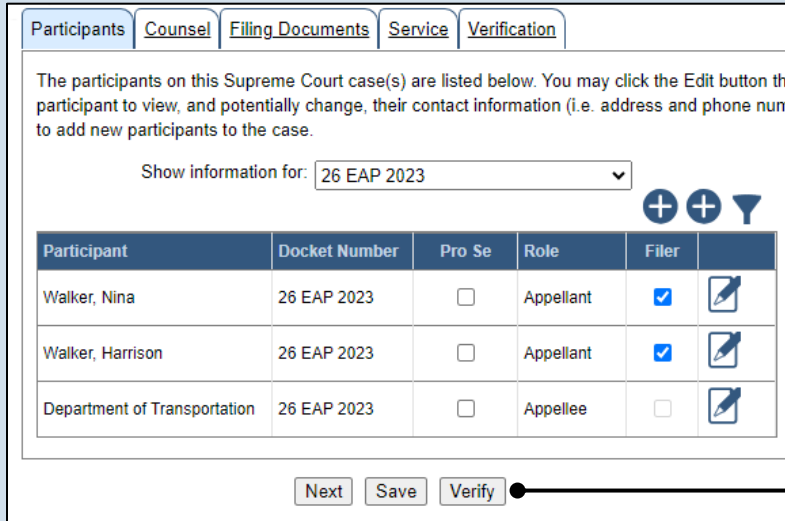 Participants Counsel Filing Documents Service Verification
The participants on this Supreme Court case(s) are listed below. You may click the Edit button
participant to view, and potentially change, their contact information (i.e. address and phone
to add new participants to the case.
Show information for: 26 EAP 2023
Participant Docket Number Pro Se Role Filer
Walker, Nina 26 EAP 2023 Appellant
Walker, Harrison 26 EAP 2023 Appellant
Department of Transportation 26 EAP 2023 Appellee
Next Save Verify